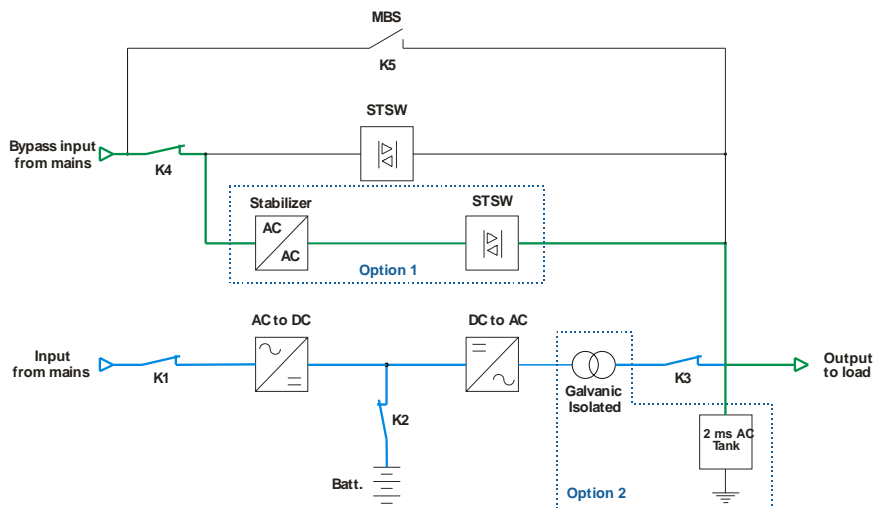 MBS
K5
STSW
Bypass input
from mains
K4
Stabilizer
STSW
AC
AC
Option 1
AC to DC
DC to AC
Input
from mains
K1
K3
Output
to load
Galvanic
Isolated
K2
2 ms AC
Tank
Batt.
Option 2